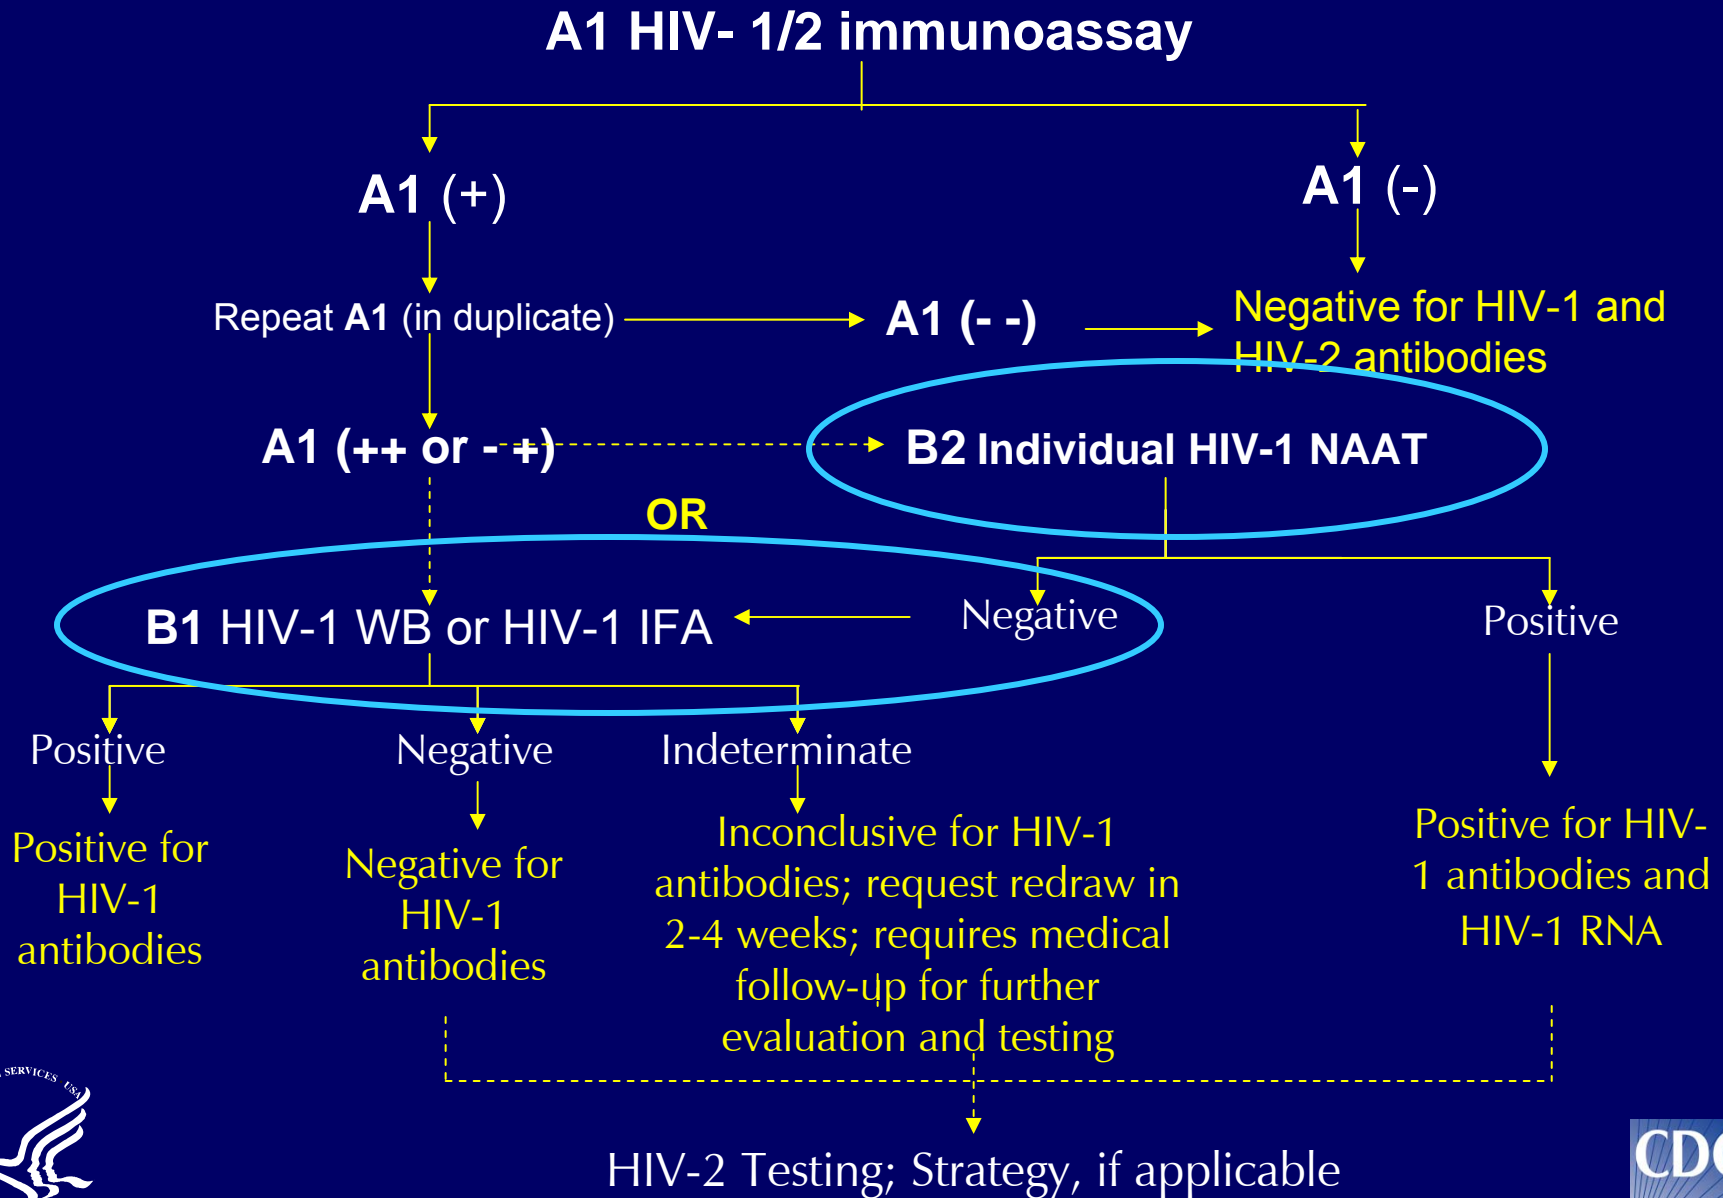 A1 HIV- 1/2 immunoassay
A1 (+)
A1 (-)
Repeat A1 (in duplicate)
A1 (- -)
Negative for HIV-1 and
HIV-2 antibodies
A1 (++ or - +)
B2 Individual HIV-1 NAAT
OR
B1 HIV-1 WB or HIV-1 IFA
Negative
Positive
Positive
Negative
Indeterminate
Positive for
HIV-1
antibodies
Negative for
HIV-1
antibodies
Inconclusive for HIV-1
antibodies; request redraw in
2-4 weeks; requires medical
follow-up for further
evaluation and testing
Positive for HIV-
1 antibodies and
HIV-1 RNA
SERVICES USA
HIV-2 Testing; Strategy, if applicable
CDC